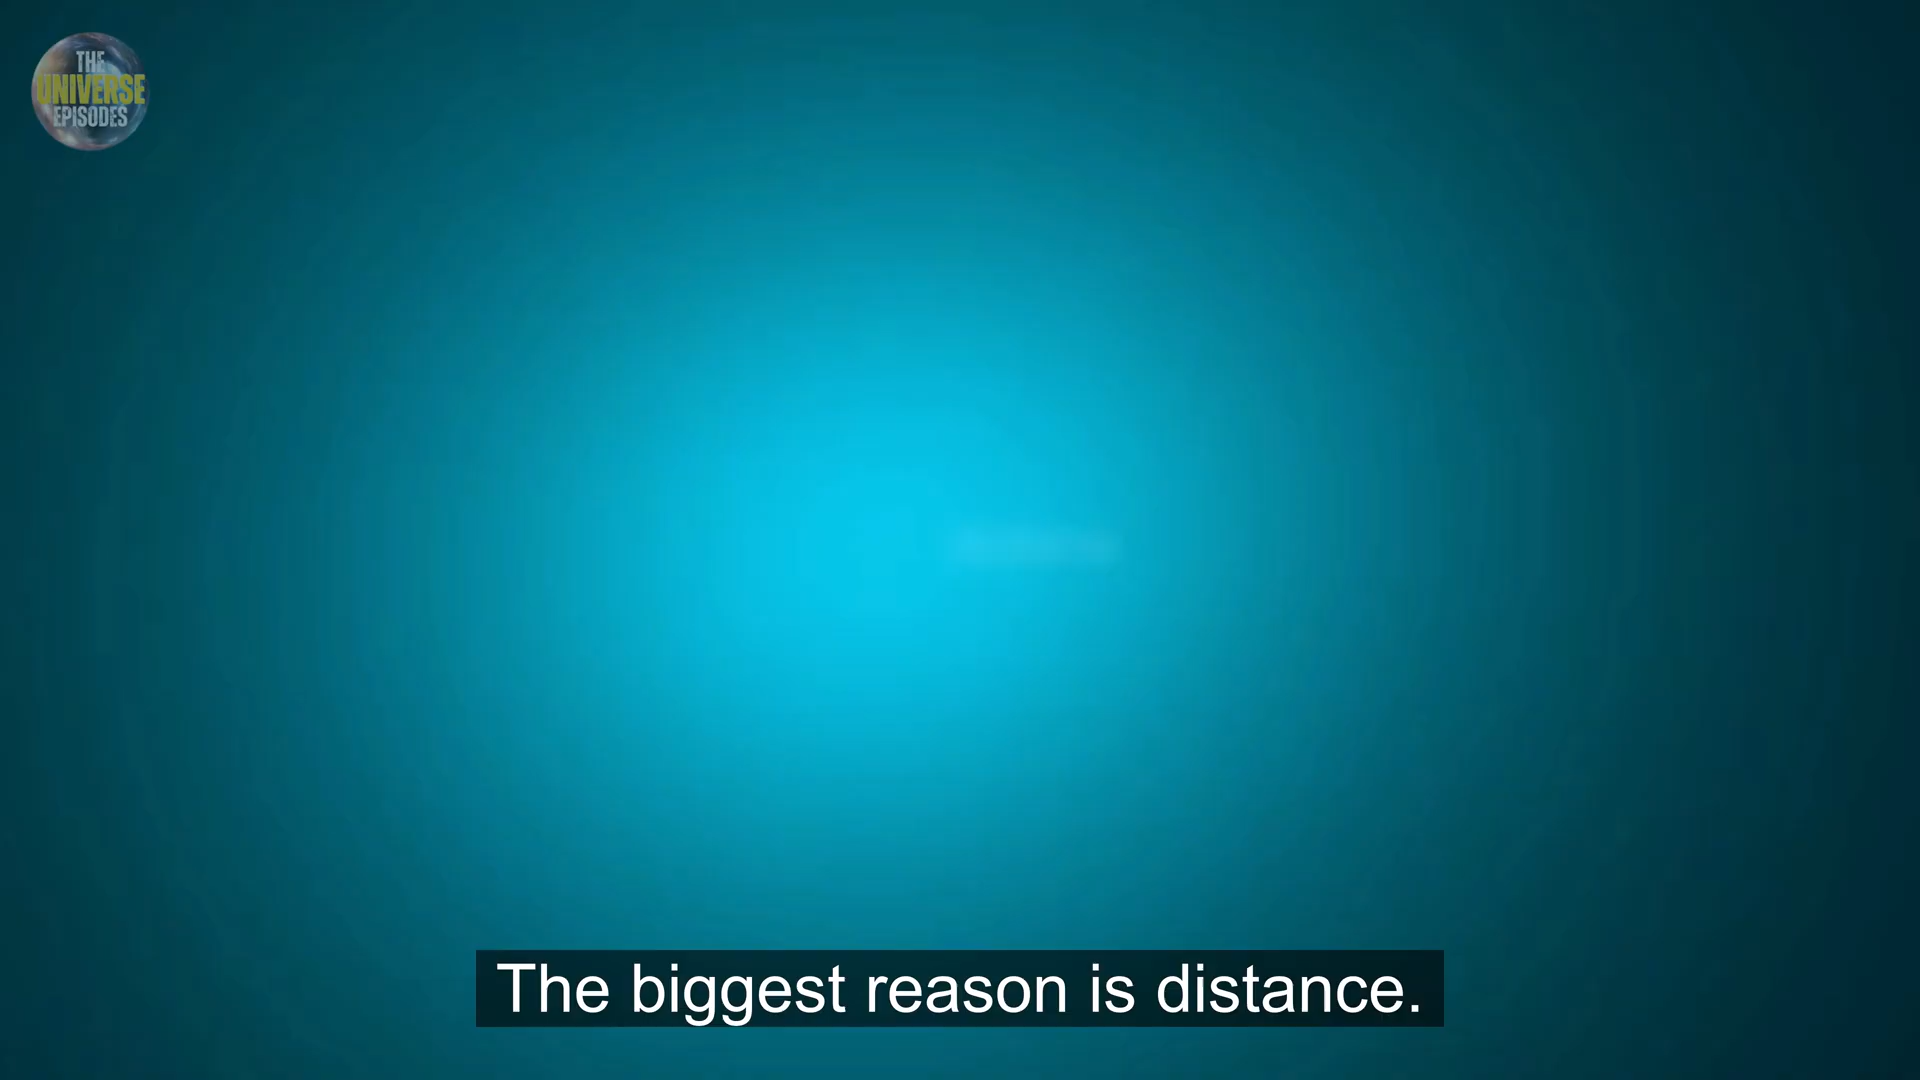 THE
UNIVERSE
EPISODES
The biggest reason is distance.